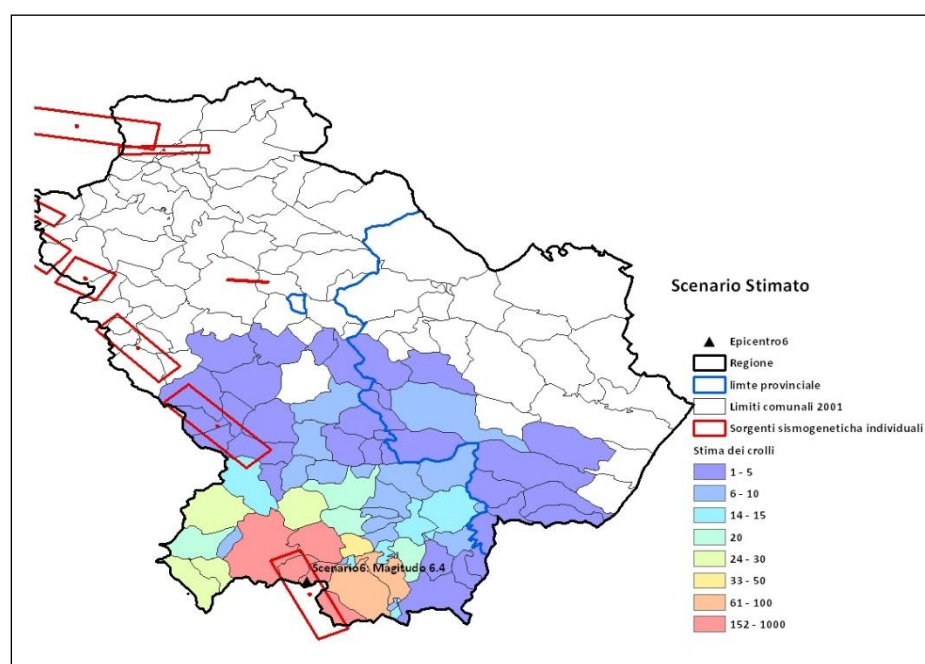 Scenario Stimato
Epicentro6
Regione
limte provinciale
Limiti comunali 2001
Sorgenti sismogenetiche individuali
Stima dei crolli
1 - 5
6 - 10
14 - 15
20
24 - 30
33 - 50
61 - 100
152 - 1000
Scenario6: Magitudo 6.4